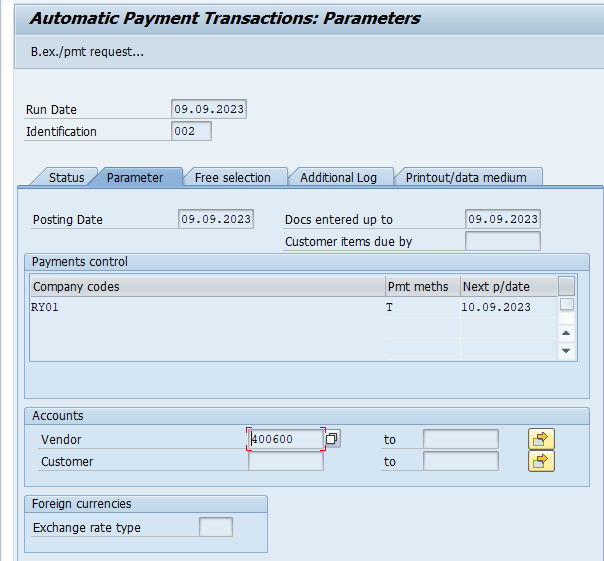 Automatic Payment Transactions: Parameters
B.ex./pmt request...
Run Date 09.09.2023
Identification 002
Status Parameter Free selection Additional Log Printout/data medium
Posting Date 09.09.2023 Docs entered up to 09.09.2023
Customer items due by
Payments control
Company codes Pmt meths Next p/date
RY01 T 10.09.2023
Accounts
Vendor 400600 to
Customer to
Foreign currencies
Exchange rate type